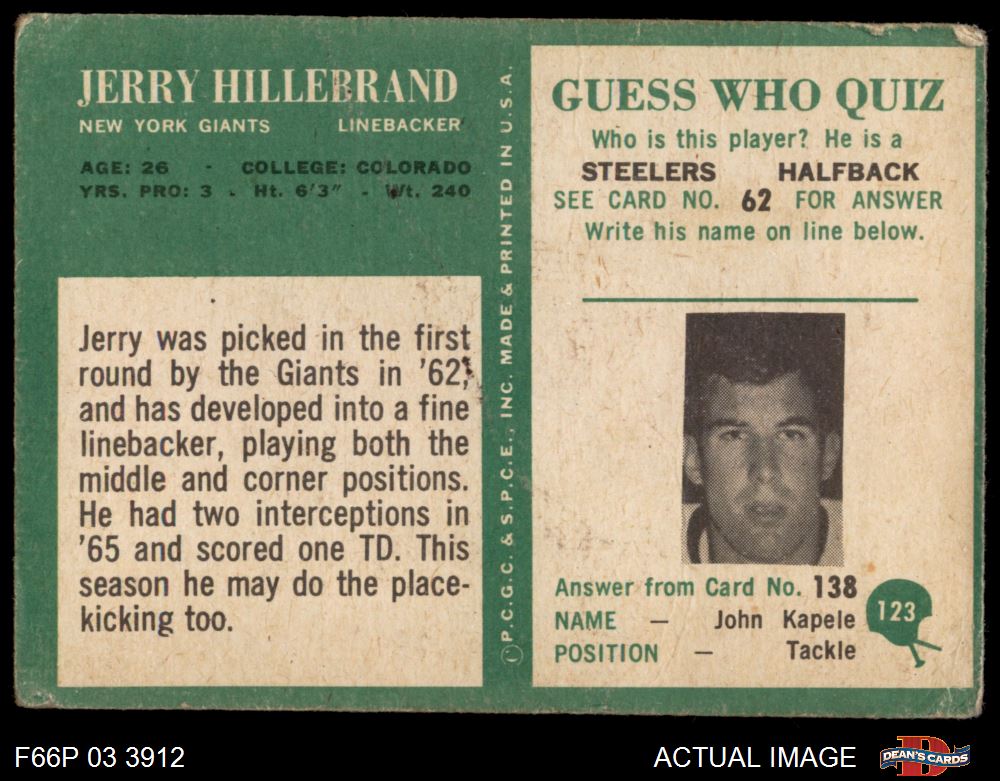 JERRY HILLEBRAND
NEW YORK GIANTS LINEBACKER
AGE: 26 - COLLEGE: COLORADO
YRS. PRO: 3 - Ht. 6'3" - Wt. 240
Jerry was picked in the first
round by the Giants in '62,
and has developed into a fine
linebacker, playing both the
middle and corner positions.
He had two interceptions in
'65 and scored one TD. This
season he may do the place-
kicking too.
©P.C.G.C. & S.P.C.E., INC. MADE & PRINTED IN U.S.A.
GUESS WHO QUIZ
Who is this player? He is a
STEELERS HALFBACK
SEE CARD NO. 62 FOR ANSWER
Write his name on line below.
Answer from Card No. 138
NAME — John Kapele
POSITION — Tackle
123
F66P 03 3912
ACTUAL IMAGE
DEAN'S CARDS